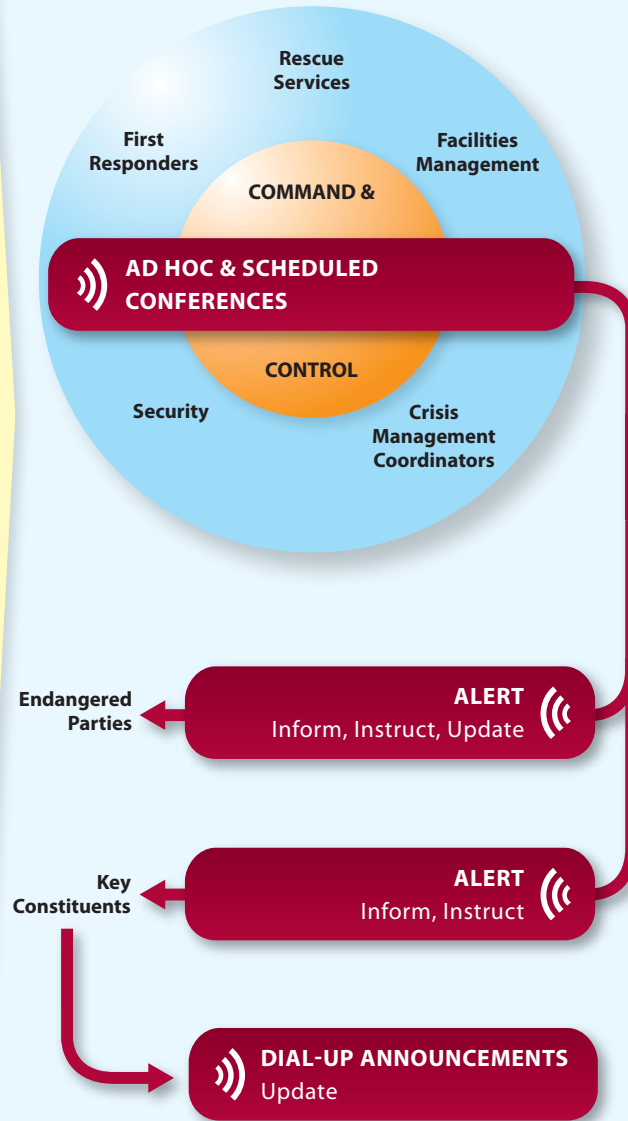 Rescue
Services
First
Responders
Facilities
Management
COMMAND &
AD HOC & SCHEDULED
CONFERENCES
CONTROL
Security
Crisis
Management
Coordinators
Endangered
Parties
ALERT
Inform, Instruct, Update
Key
Constituents
ALERT
Inform, Instruct
DIAL-UP ANNOUNCEMENTS
Update